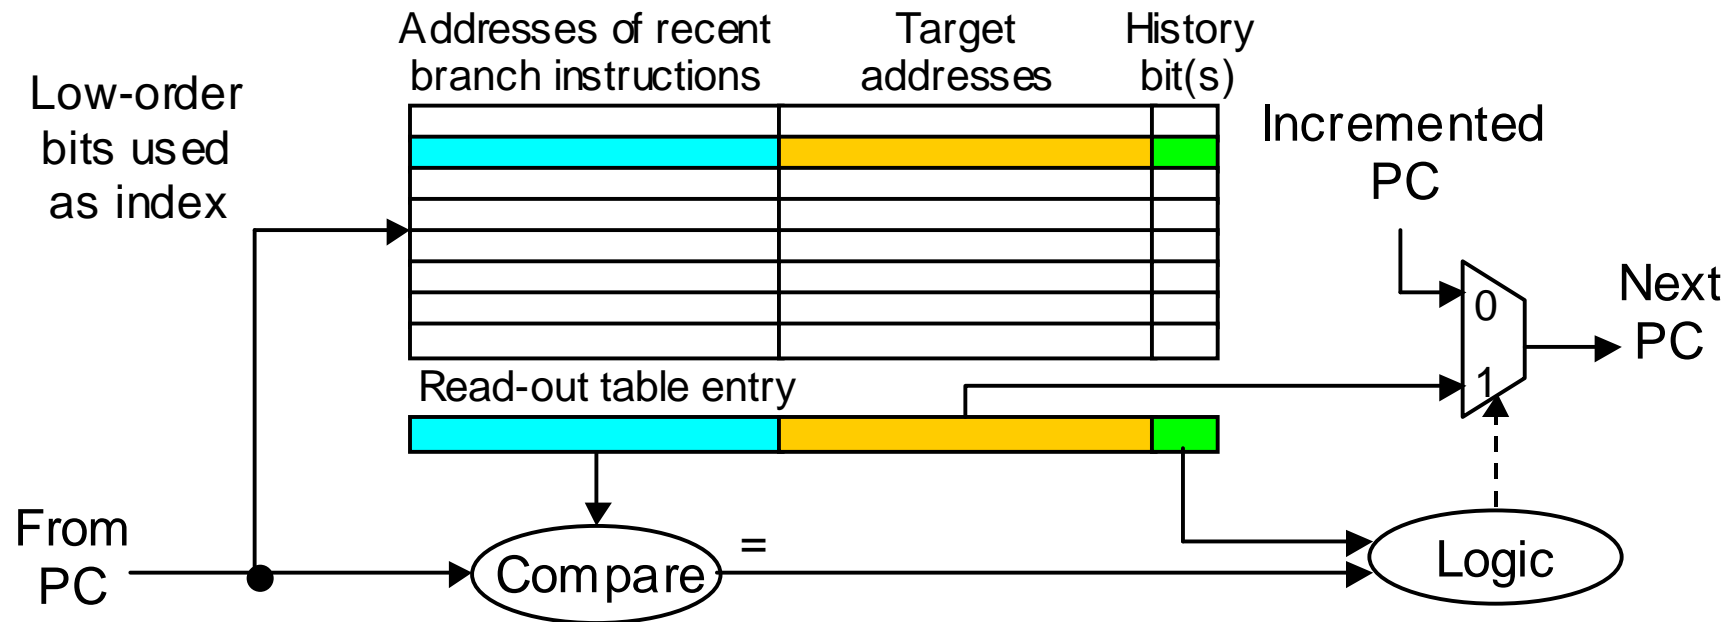 Addresses of recent
branch instructions
Target
addresses
History
bit(s)
Low-order
bits used
as index
Incremented
PC
0
1
Next
PC
Read-out table entry
From
PC
Compare
=
Logic